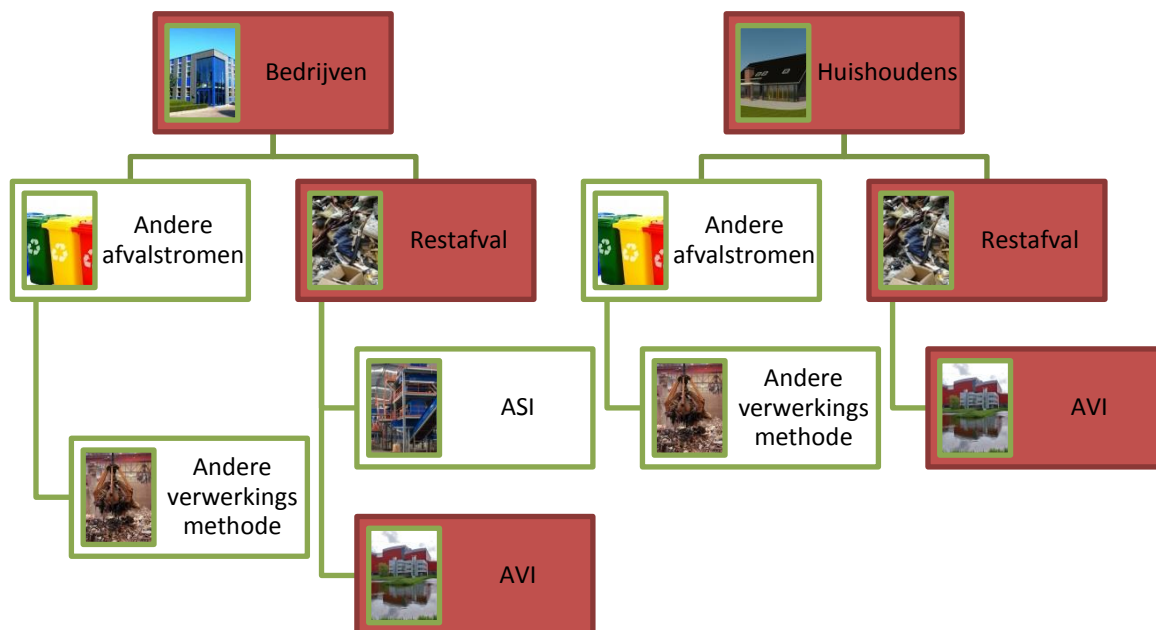 Bedrijven
Huishoudens
Andere
afvalstromen
Restafval
Andere
afvalstromen
Restafval
ASI
Andere
verwerkings
methode
AVI
Andere
verwerkings
methode
AVI